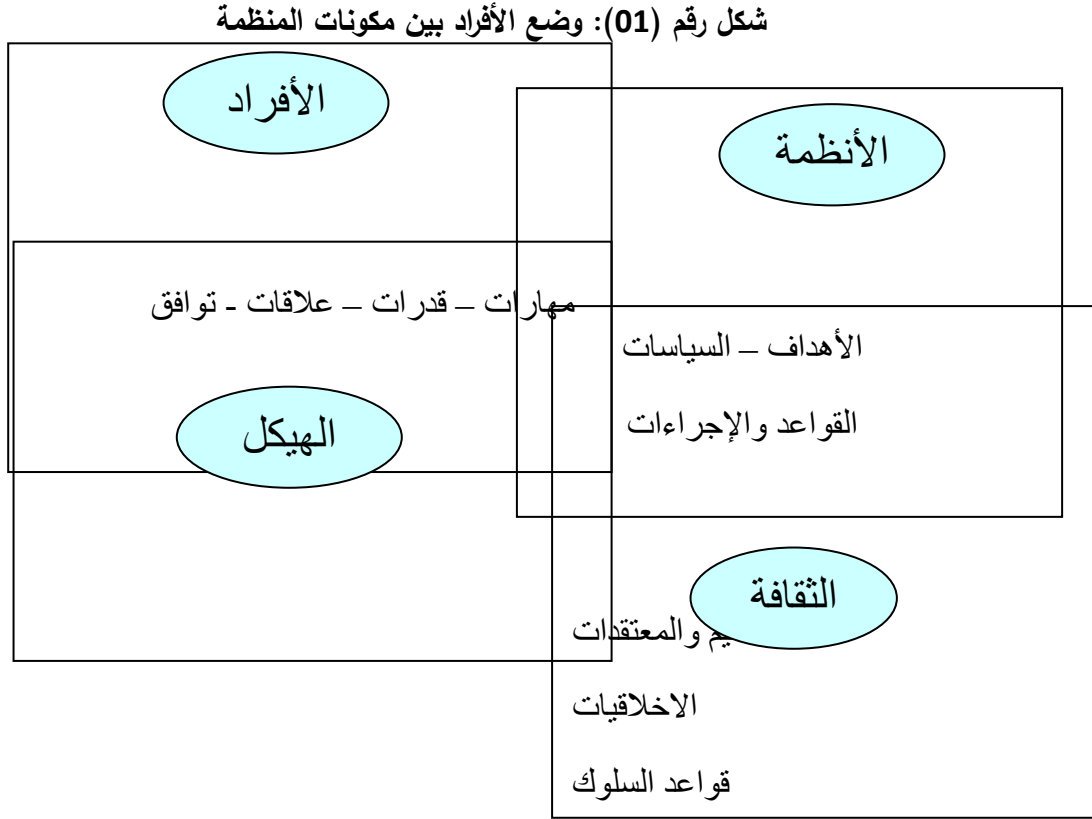 شكل رقم (01): وضع الأفراد بين مكونات المنظمة
الأفراد
الأنظمة
مهارات – قدرات – علاقات - توافق
الأهداف – السياسات
القواعد والإجراءات
الهيكل
الثقافة
والمعتقدات
الاخلاقيات
قواعد السلوك